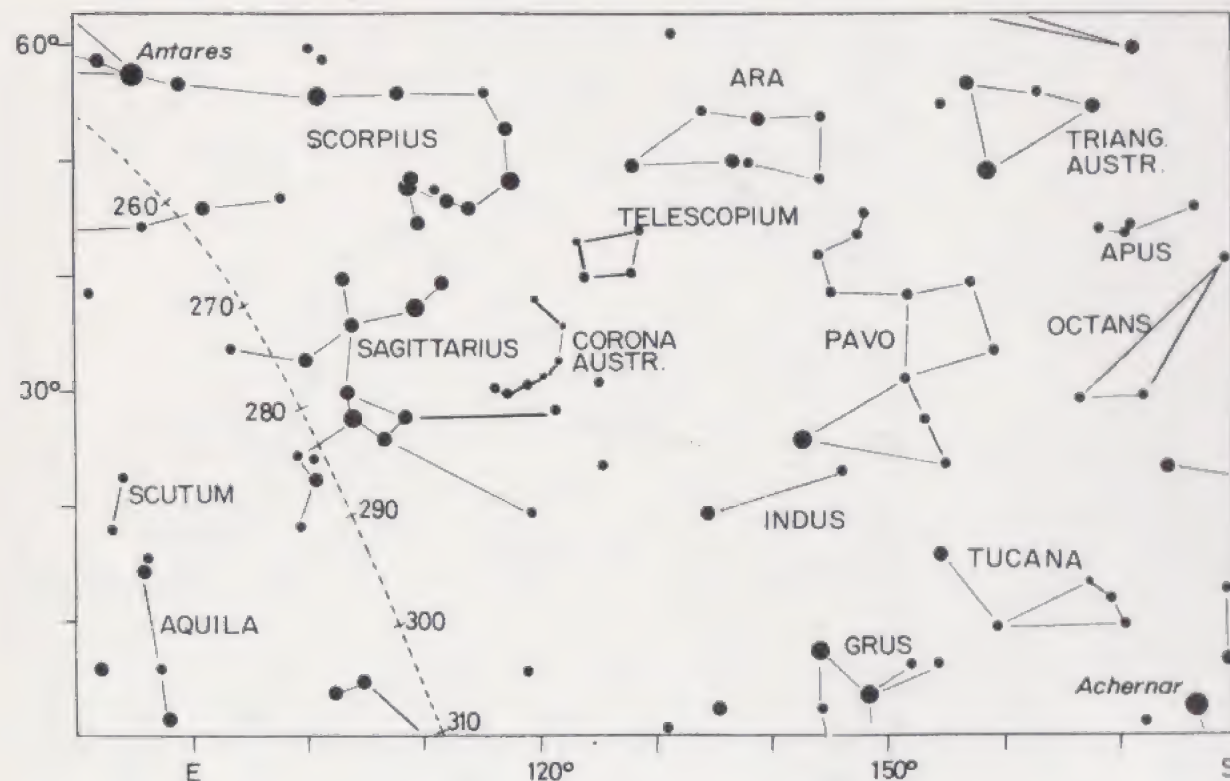 60°
Antares
ARA
SCORPIUS
TRIANG.
AUSTR.
260
TELESCOPIUM
APUS
270
SAGITTARIUS
CORONA
AUSTR.
PAVO
OCTANS
30°
280
SCUTUM
290
INDUS
TUCANA
AQUILA
300
GRUS
Achernar
310
E
120°
150°
S